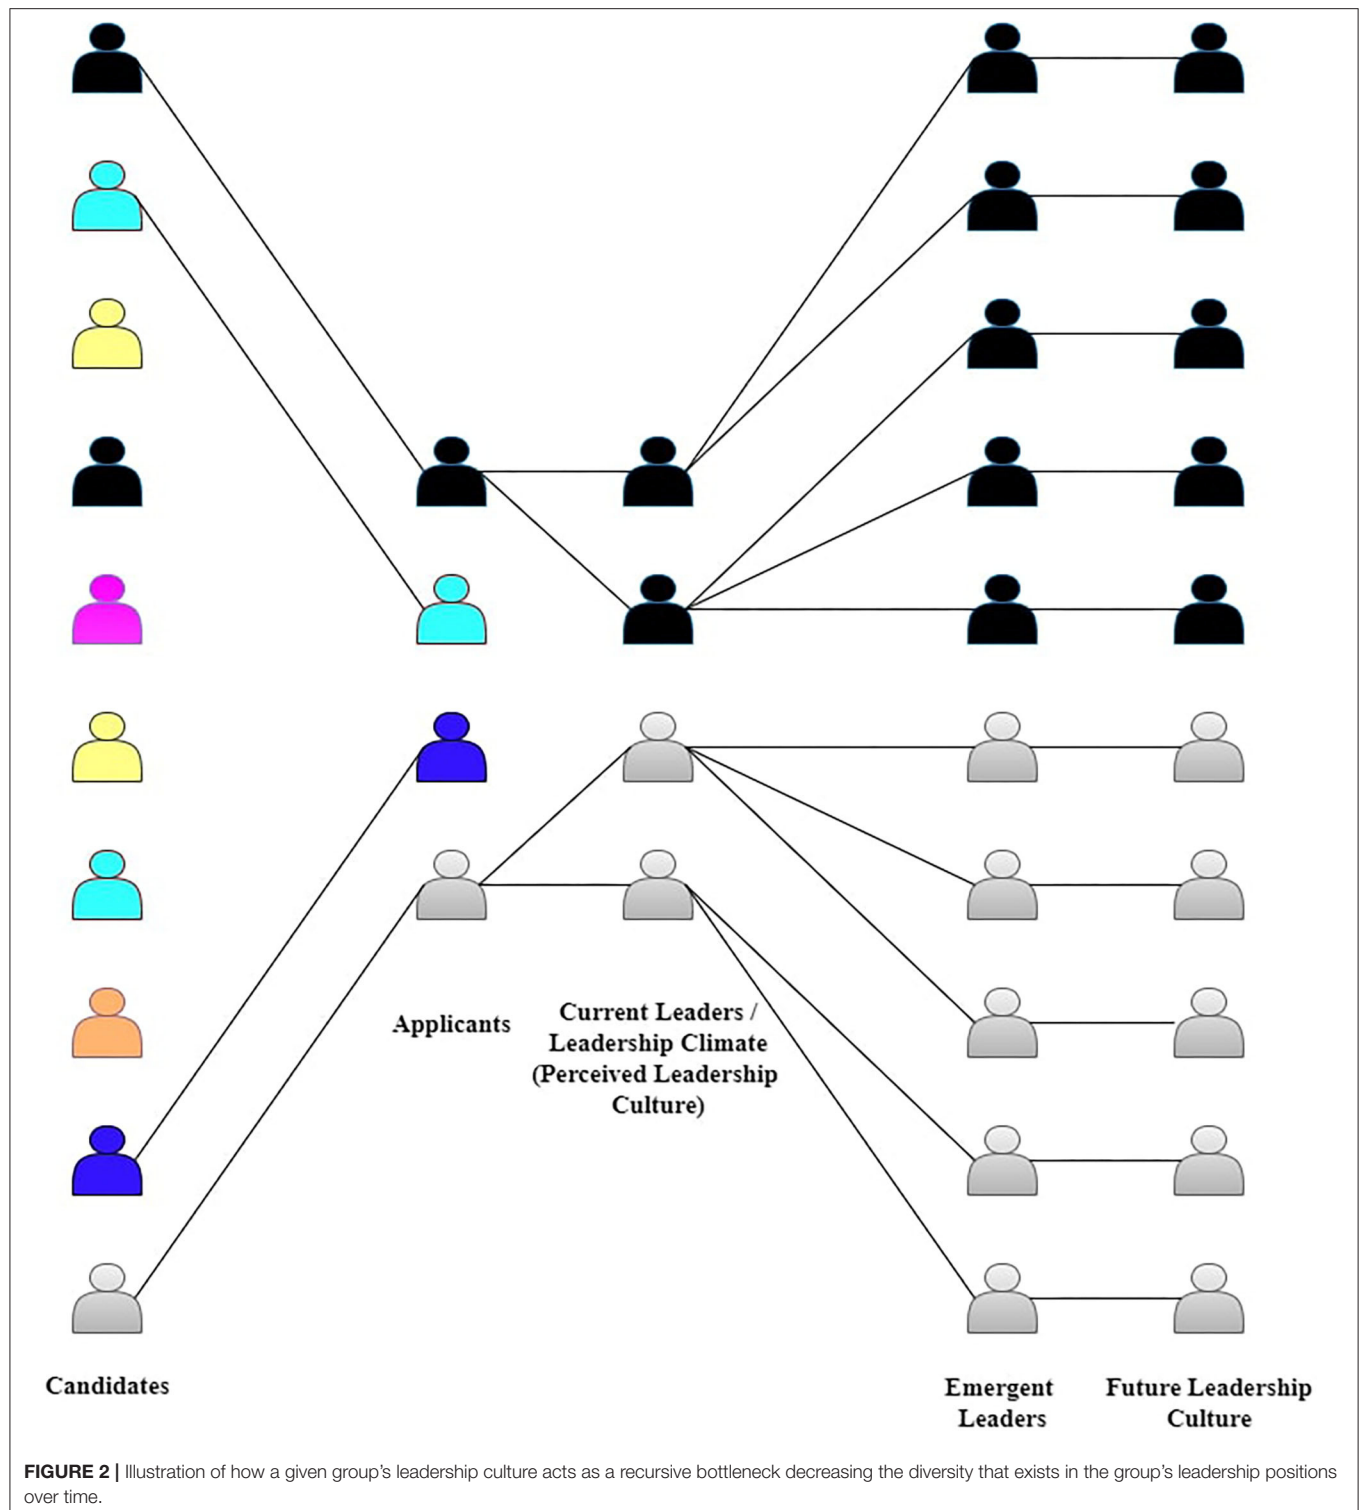 Applicants
Current Leaders /
Leadership Climate
(Perceived Leadership
Culture)
Candidates
Emergent
Leaders
Future Leadership
Culture
FIGURE 2 | Illustration of how a given group's leadership culture acts as a recursive bottleneck decreasing the diversity that exists in the group's leadership positions
over time.